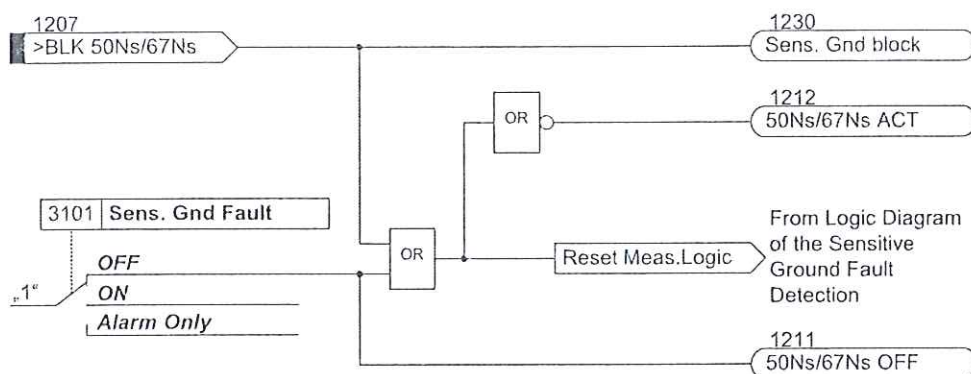 1207
>BLK 50Ns/67Ns
1230
Sens. Gnd block
1212
50Ns/67Ns ACT
OR
3101 Sens. Gnd Fault
OR
Reset Meas.Logic
From Logic Diagram
of the Sensitive
Ground Fault
Detection
OFF
„1“
ON
Alarm Only
1211
50Ns/67Ns OFF